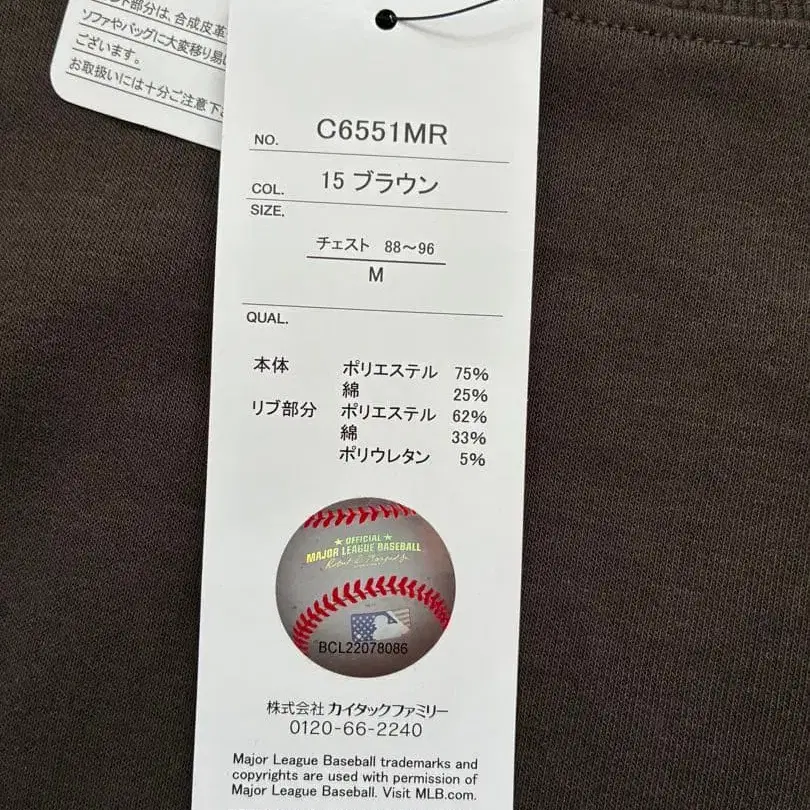 は、合成皮革
ソファやバッグに大変移り易
ございます。
お取扱いには十分ご注意下
NO. C6551MR
COL. 15 ブラウン
SIZE.
チェスト 88～96
M
QUAL.
本体 ポリエステル 75%
綿 25%
リブ部分 ポリエステル 62%
綿 33%
ポリウレタン 5%
★ OFFICIAL ★
MAJOR LEAGUE BASEBALL
BCL22078086
株式会社 カイタックファミリー
0120-66-2240
Major League Baseball trademarks and
copyrights are used with permission of
Major League Baseball. Visit MLB.com.